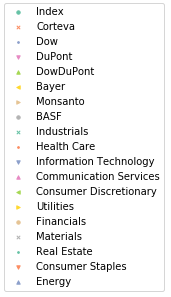 Index
Corteva
Dow
DuPont
DowDuPont
Bayer
Monsanto
BASF
Industrials
Health Care
Information Technology
Communication Services
Consumer Discretionary
Utilities
Financials
Materials
Real Estate
Consumer Staples
Energy